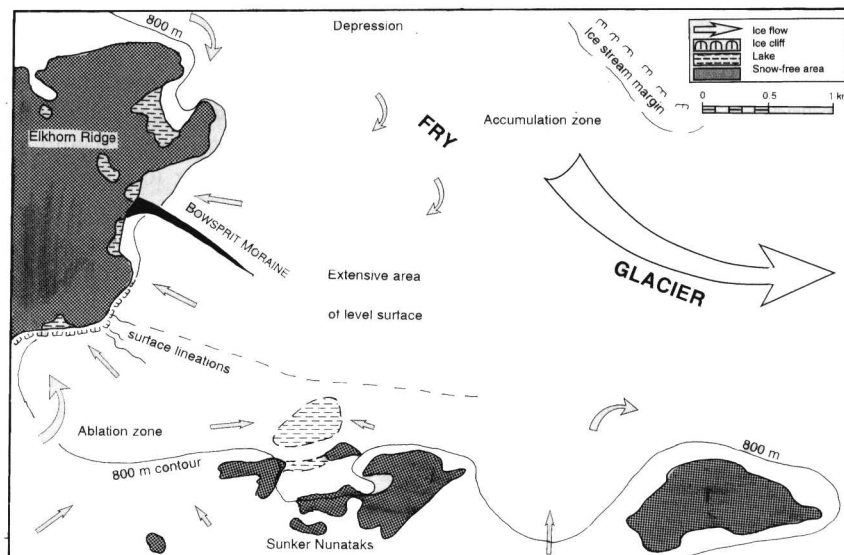 800 m
Depression
Ice stream margin
Ice flow
Ice cliff
Lake
Snow-free area
0 0.5 1 km
Elkhorn Ridge
FRY
Accumulation zone
BOWSPRIT MORAINE
GLACIER
Extensive area
of level surface
surface lineations
Ablation zone
800 m contour
800 m
Sunker Nunataks